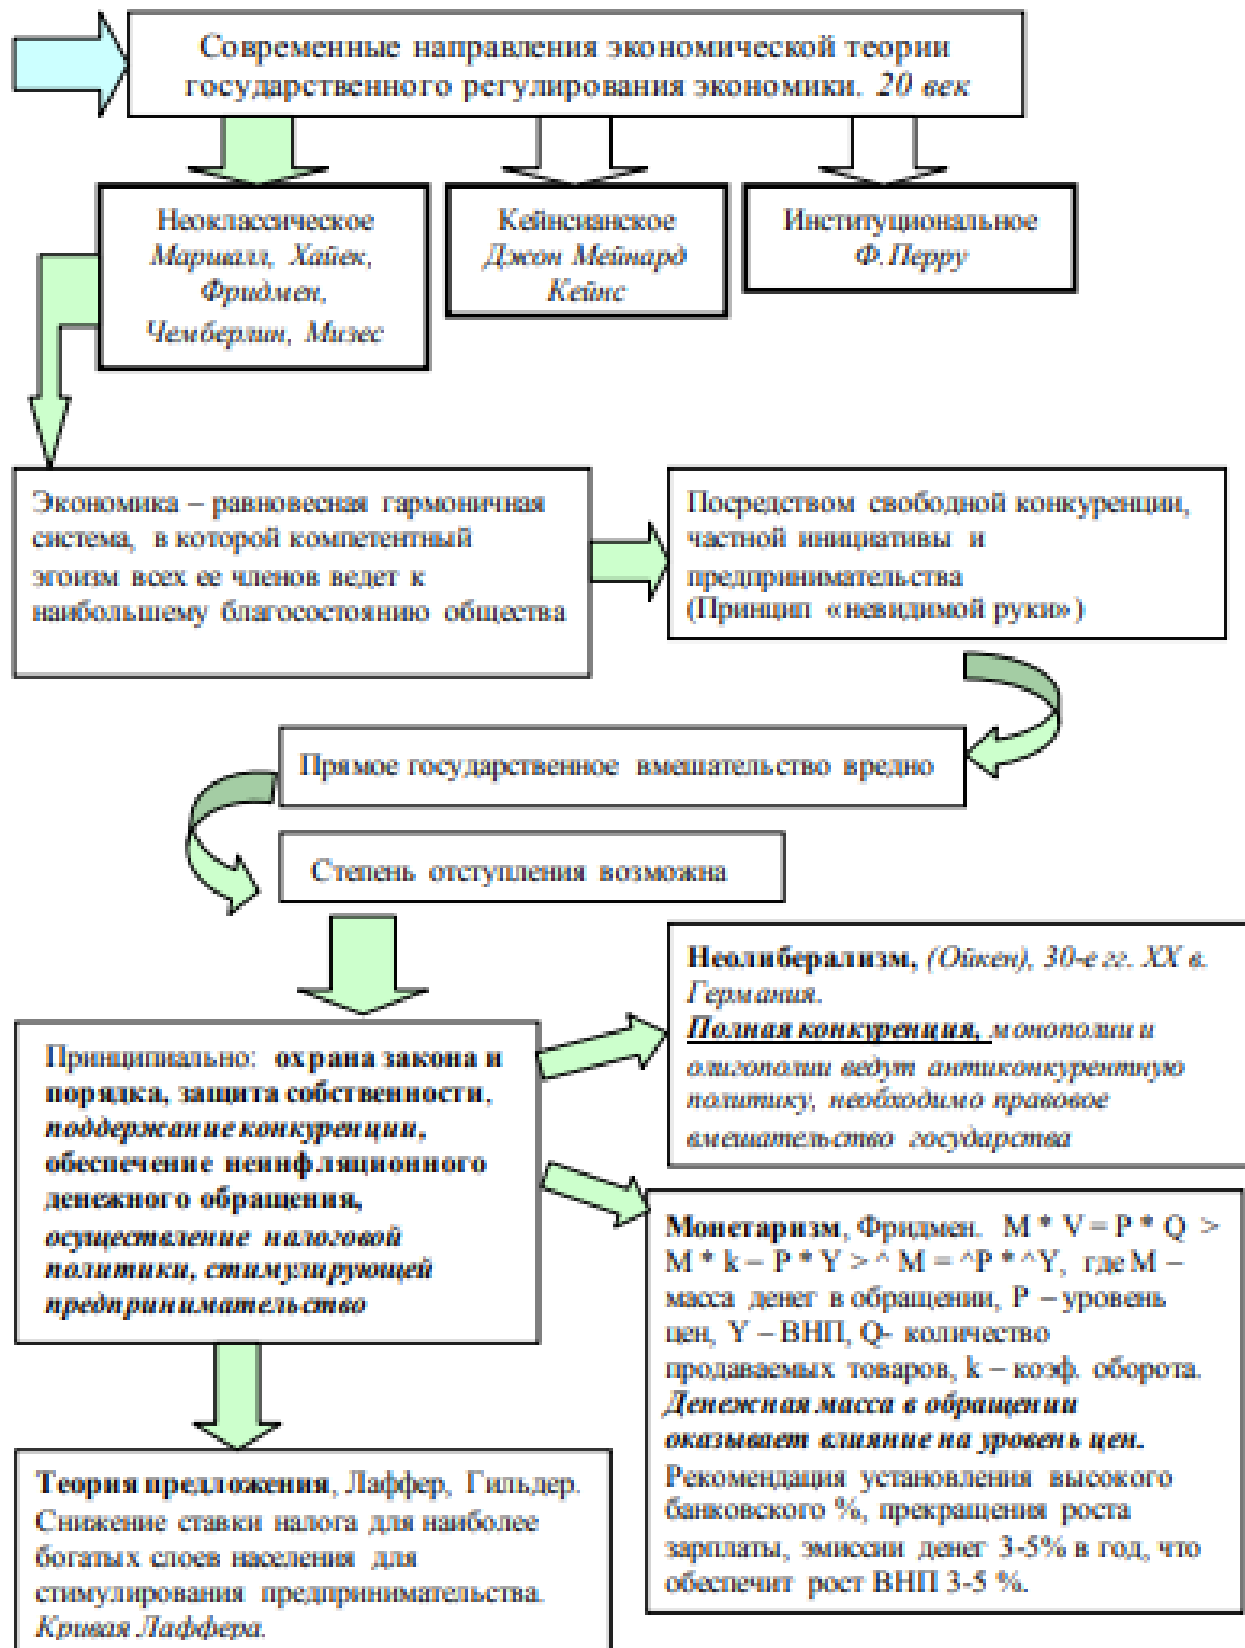 Современные направления экономической теории
государственного регулирования экономики. 20 век
Неоклассическое
Маршалл, Хайек,
Фридмен,
Чемберлин, Мизес
Кейнсианское
Джон Мейнард
Кейнс
Институциональное
Ф. Перру
Экономика – равновесная гармоничная
система, в которой компетентный
эгоизм всех ее членов ведет к
наибольшему благосостоянию общества
Посредством свободной конкуренции,
частной инициативы и
предпринимательства
(Принцип «невидимой руки»)
Прямое государственное вмешательство вредно
Степень отступления возможна
Принципиально: охрана закона и
порядка, защита собственности,
поддержание конкуренции,
обеспечение неинфляционного
денежного обращения,
осуществление налоговой
политики, стимулирующей
предпринимательство
Неолиберализм, (Ойкен), 30-е гг. XX в.
Германия.
Полная конкуренция, монополии и
олигополии ведут антиконкурентную
политику, необходимо правовое
вмешательство государства
Монетаризм, Фридмен. M * V = P * Q >
M * k = P * Y > ^ M = ^P * ^Y, где M –
масса денег в обращении, P – уровень
цен, Y – ВНП, Q- количество
продаваемых товаров, k – коэф. оборота.
Денежная масса в обращении
оказывает влияние на уровень цен.
Рекомендация установления высокого
банковского %, прекращения роста
зарплаты, эмиссии денег 3-5% в год, что
обеспечит рост ВНП 3-5 %.
Теория предложения, Лаффер, Гильдер.
Снижение ставки налога для наиболее
богатых слоев населения для
стимулирования предпринимательства.
Кривая Лаффера.